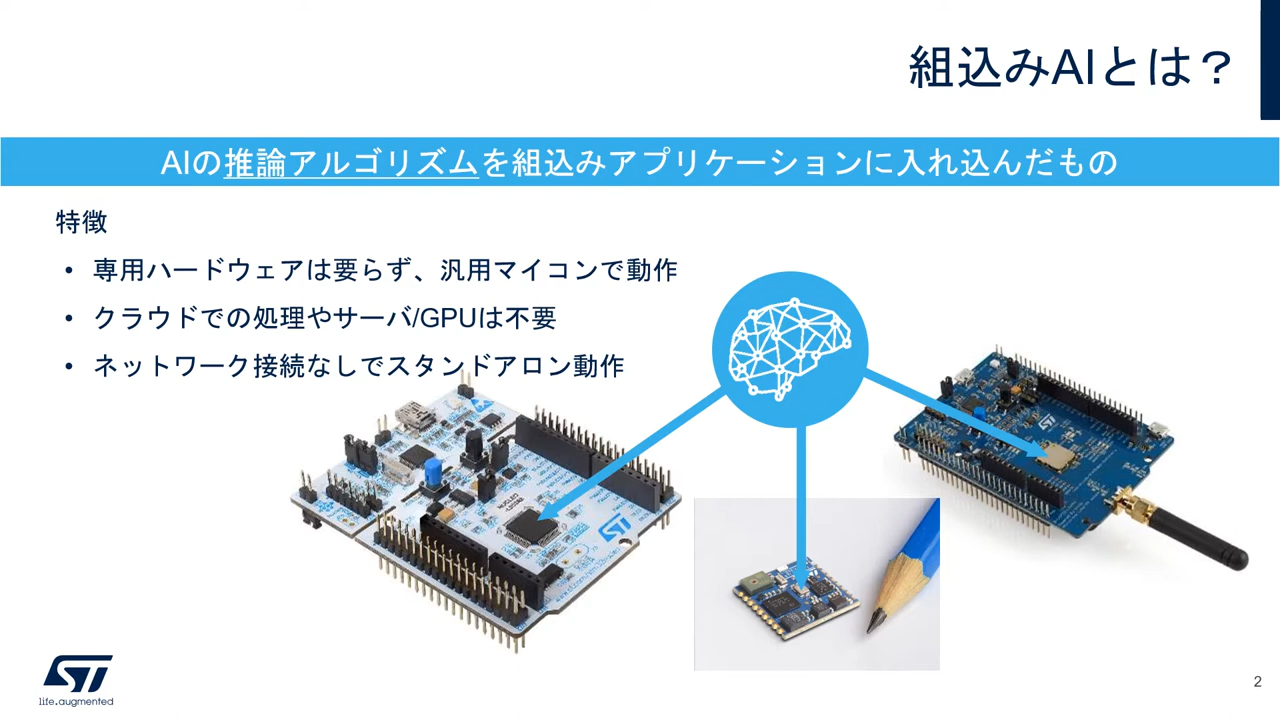 組込みAIとは？
AIの推論アルゴリズムを組込みアプリケーションに入れ込んだもの
特徴
• 専用ハードウェアは要らず、汎用マイコンで動作
• クラウドでの処理やサーバ/GPUは不要
• ネットワーク接続なしでスタンドアロン動作
ST
life.augmented
2